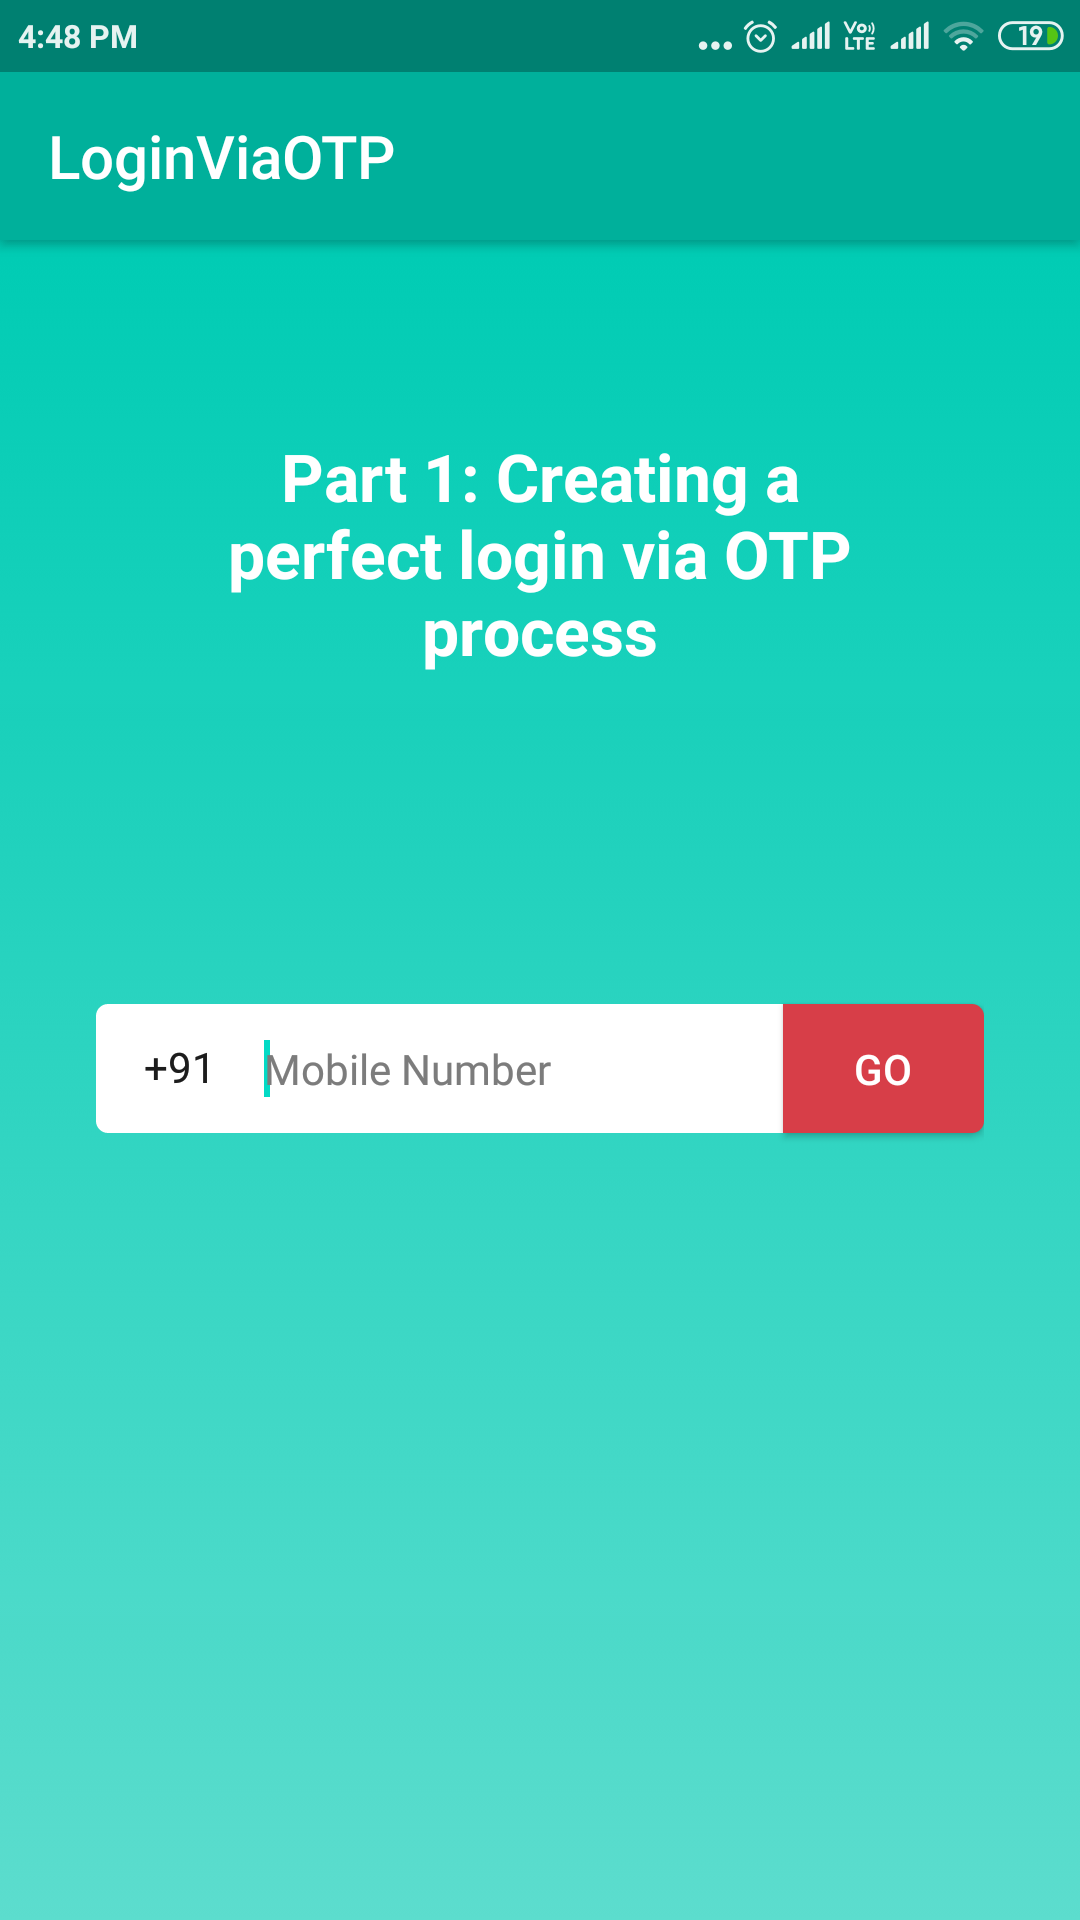 4:48 PM
Vo)) LTE
19
LoginViaOTP
Part 1: Creating a
perfect login via OTP
process
+91 Mobile Number GO